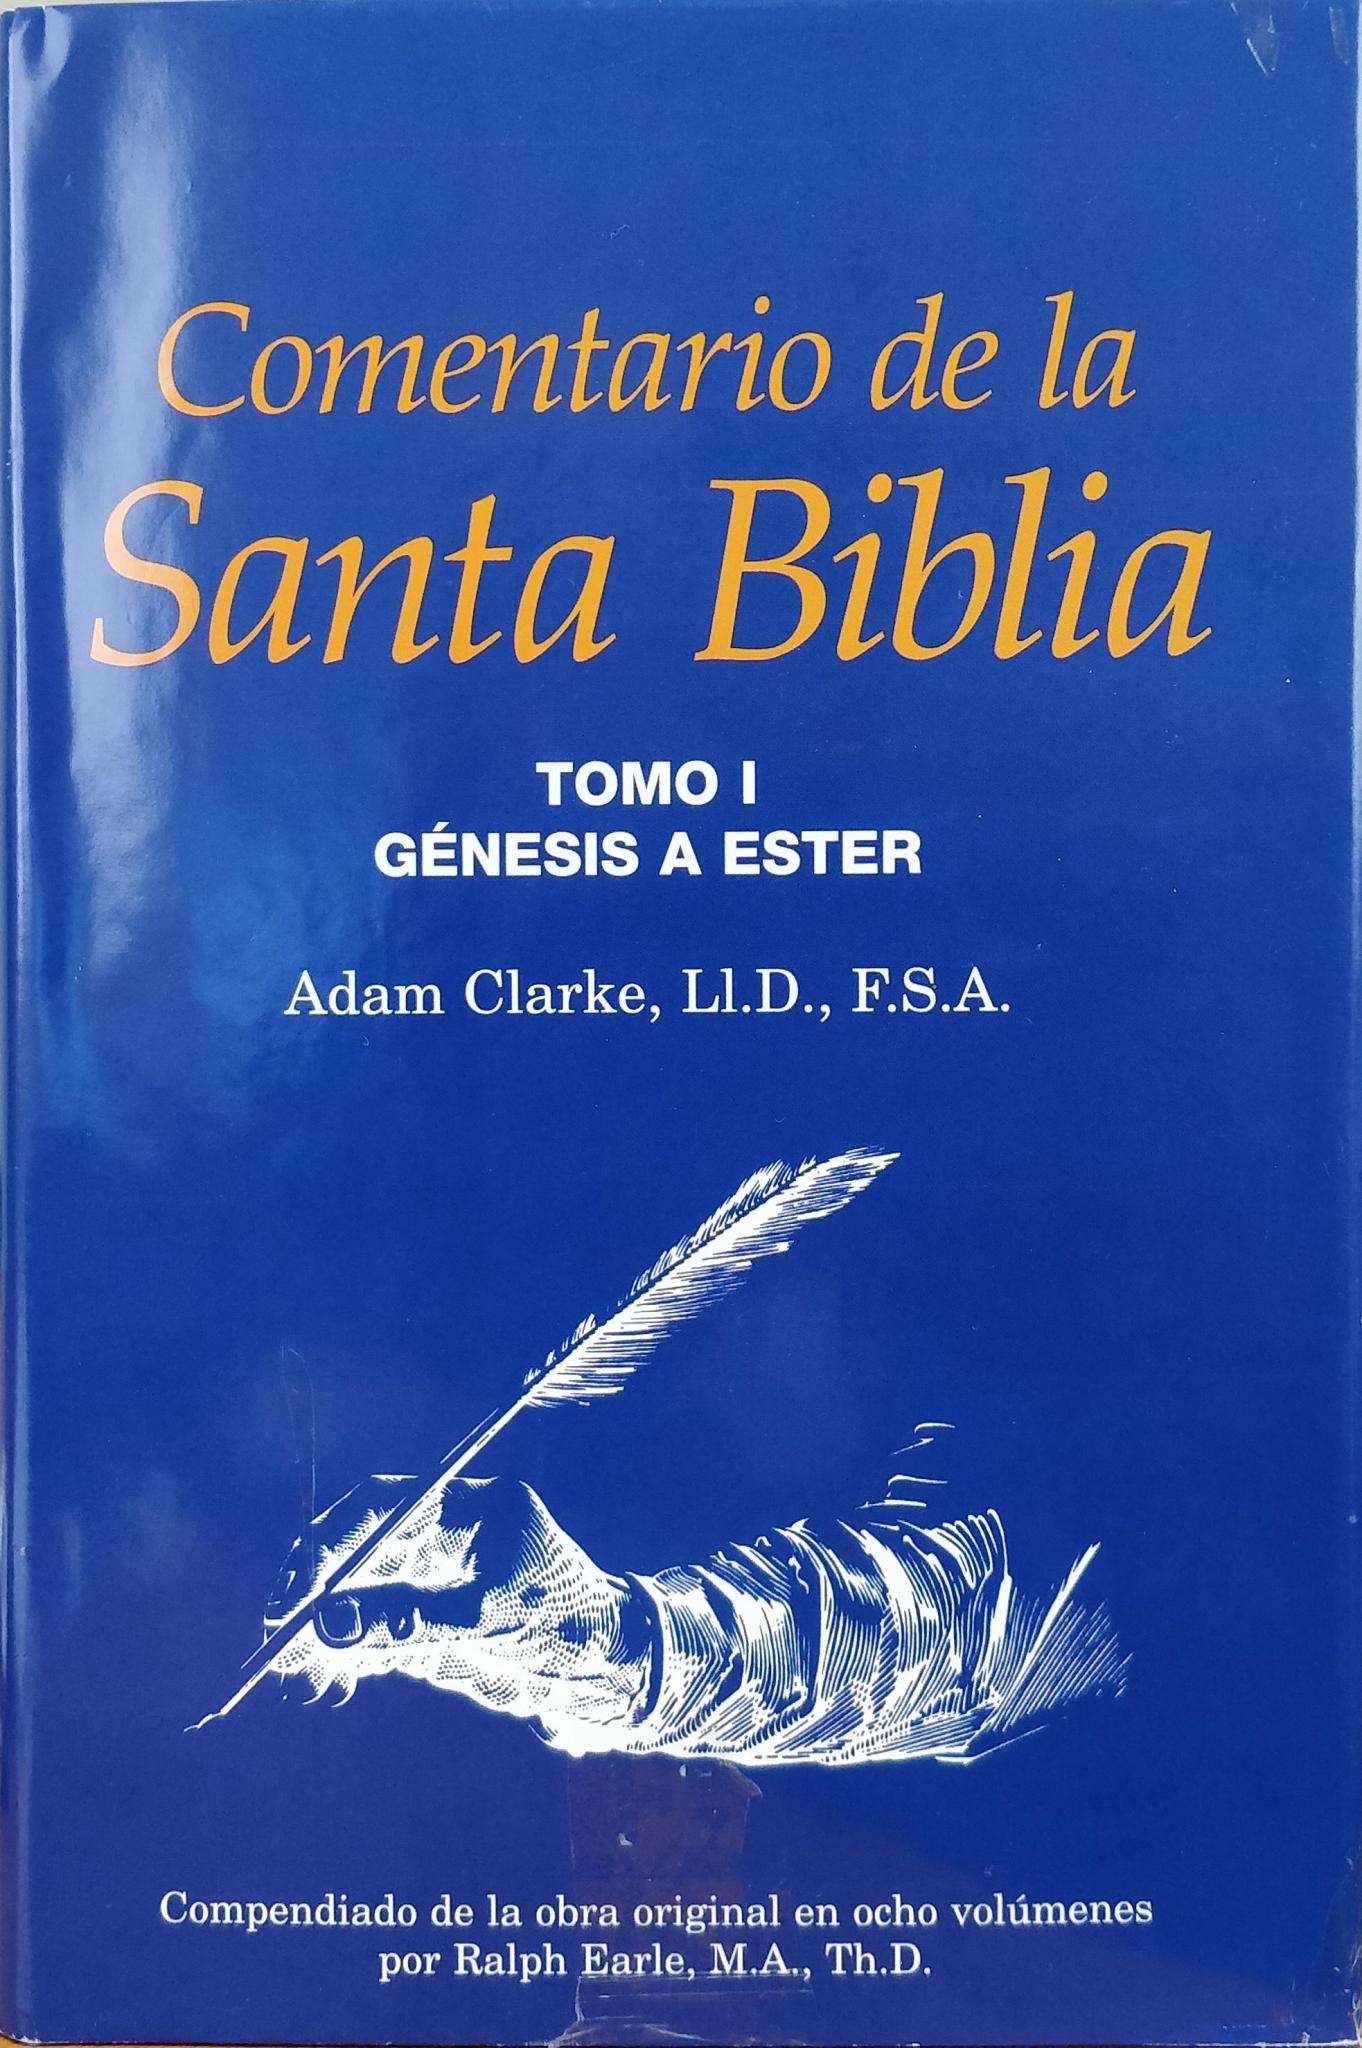 Comentario de la
Santa Biblia
TOMO I
GÉNESIS A ESTER
Adam Clarke, Ll.D., F.S.A.
Compendiado de la obra original en ocho volúmenes
por Ralph Earle, M.A., Th.D.